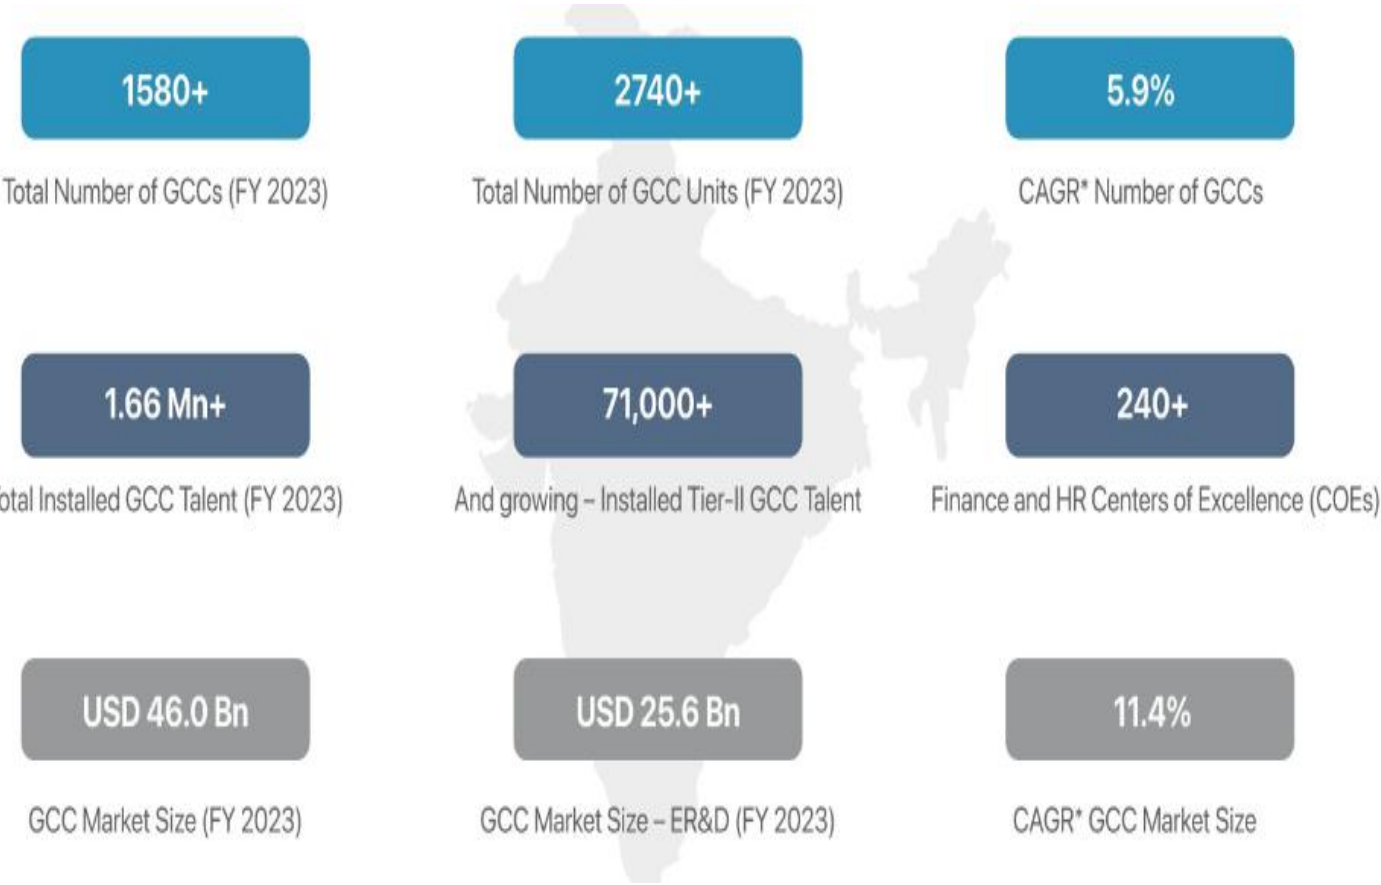 1580+
2740+
5.9%
Total Number of GCCs (FY 2023)
Total Number of GCC Units (FY 2023)
CAGR* Number of GCCs
1.66 Mn+
71,000+
240+
Total Installed GCC Talent (FY 2023)
And growing – Installed Tier-II GCC Talent
Finance and HR Centers of Excellence (COEs)
USD 46.0 Bn
USD 25.6 Bn
11.4%
GCC Market Size (FY 2023)
GCC Market Size – ER&D (FY 2023)
CAGR* GCC Market Size